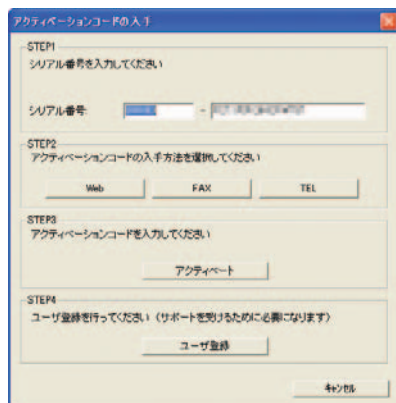 アクティベーションコードの入手
STEP1
シリアル番号を入力してください
シリアル番号: -
STEP2
アクティベーションコードの入手方法を選択してください
Web FAX TEL
STEP3
アクティベーションコードを入力してください
アクティベート
STEP4
ユーザ登録を行ってください(サポートを受けるために必要になります)
ユーザ登録
キャンセル